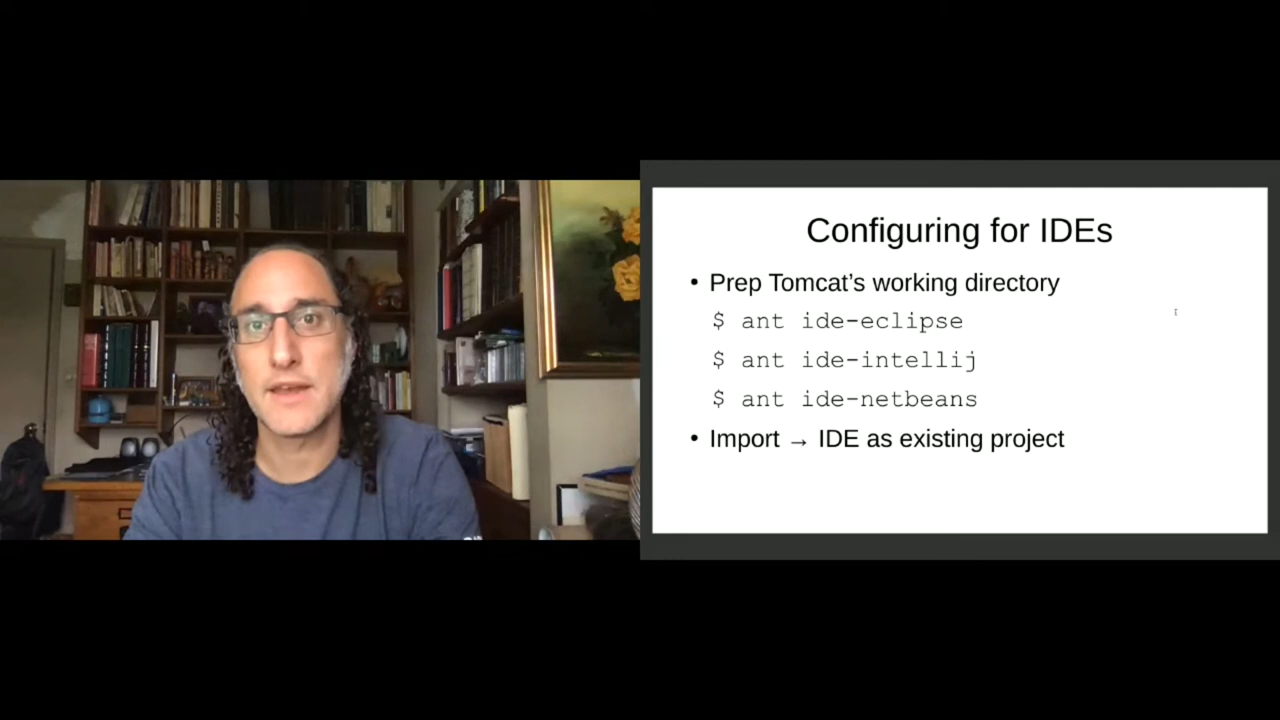 Configuring for IDEs
• Prep Tomcat’s working directory
$ ant ide-eclipse
$ ant ide-intellij
$ ant ide-netbeans
• Import → IDE as existing project